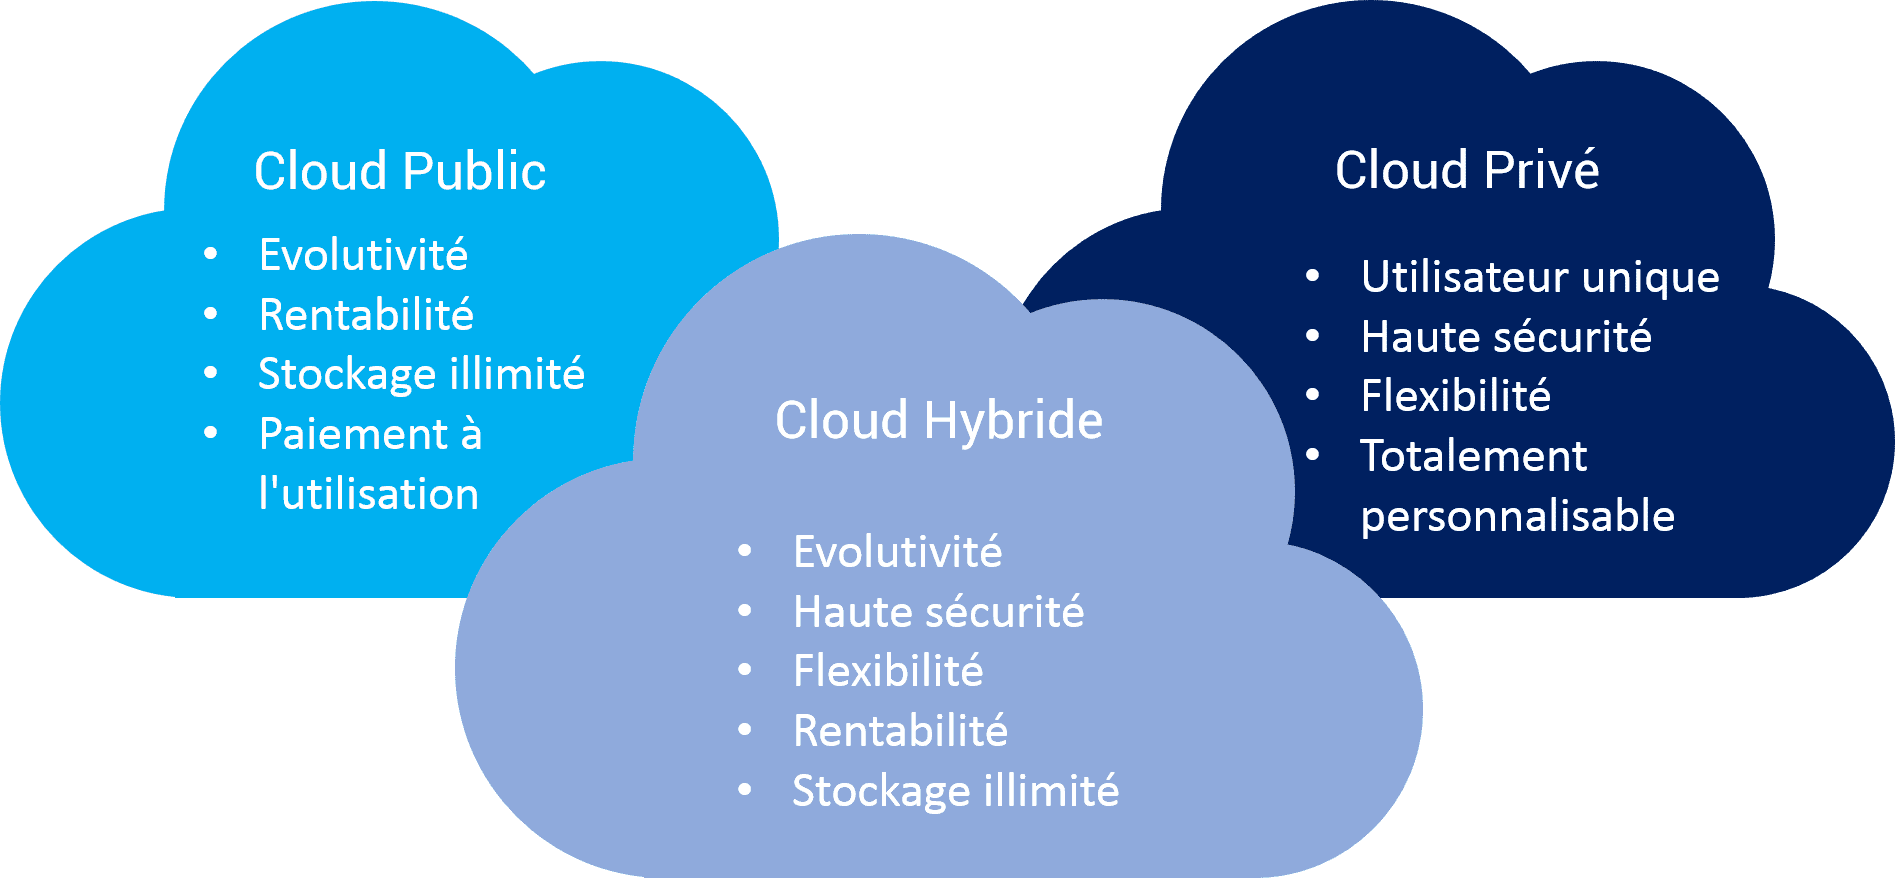 Cloud Public
• Evolutivité
• Rentabilité
• Stockage illimité
• Paiement à
l'utilisation
Cloud Hybride
• Evolutivité
• Haute sécurité
• Flexibilité
• Rentabilité
• Stockage illimité
Cloud Privé
• Utilisateur unique
• Haute sécurité
• Flexibilité
• Totalement
personnalisable